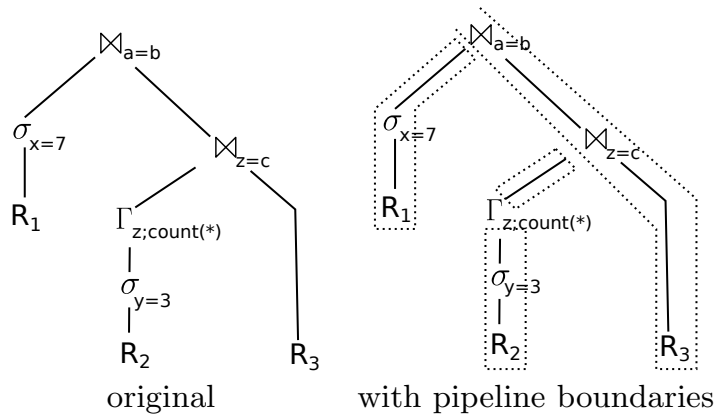 ⋈a=b ⋈a=b
σx=7 σx=7
⋈z=c ⋈z=c
R1 Γz;count(*) R1 Γz;count(*)
σy=3 σy=3
R2 R3 R2 R3
original with pipeline boundaries